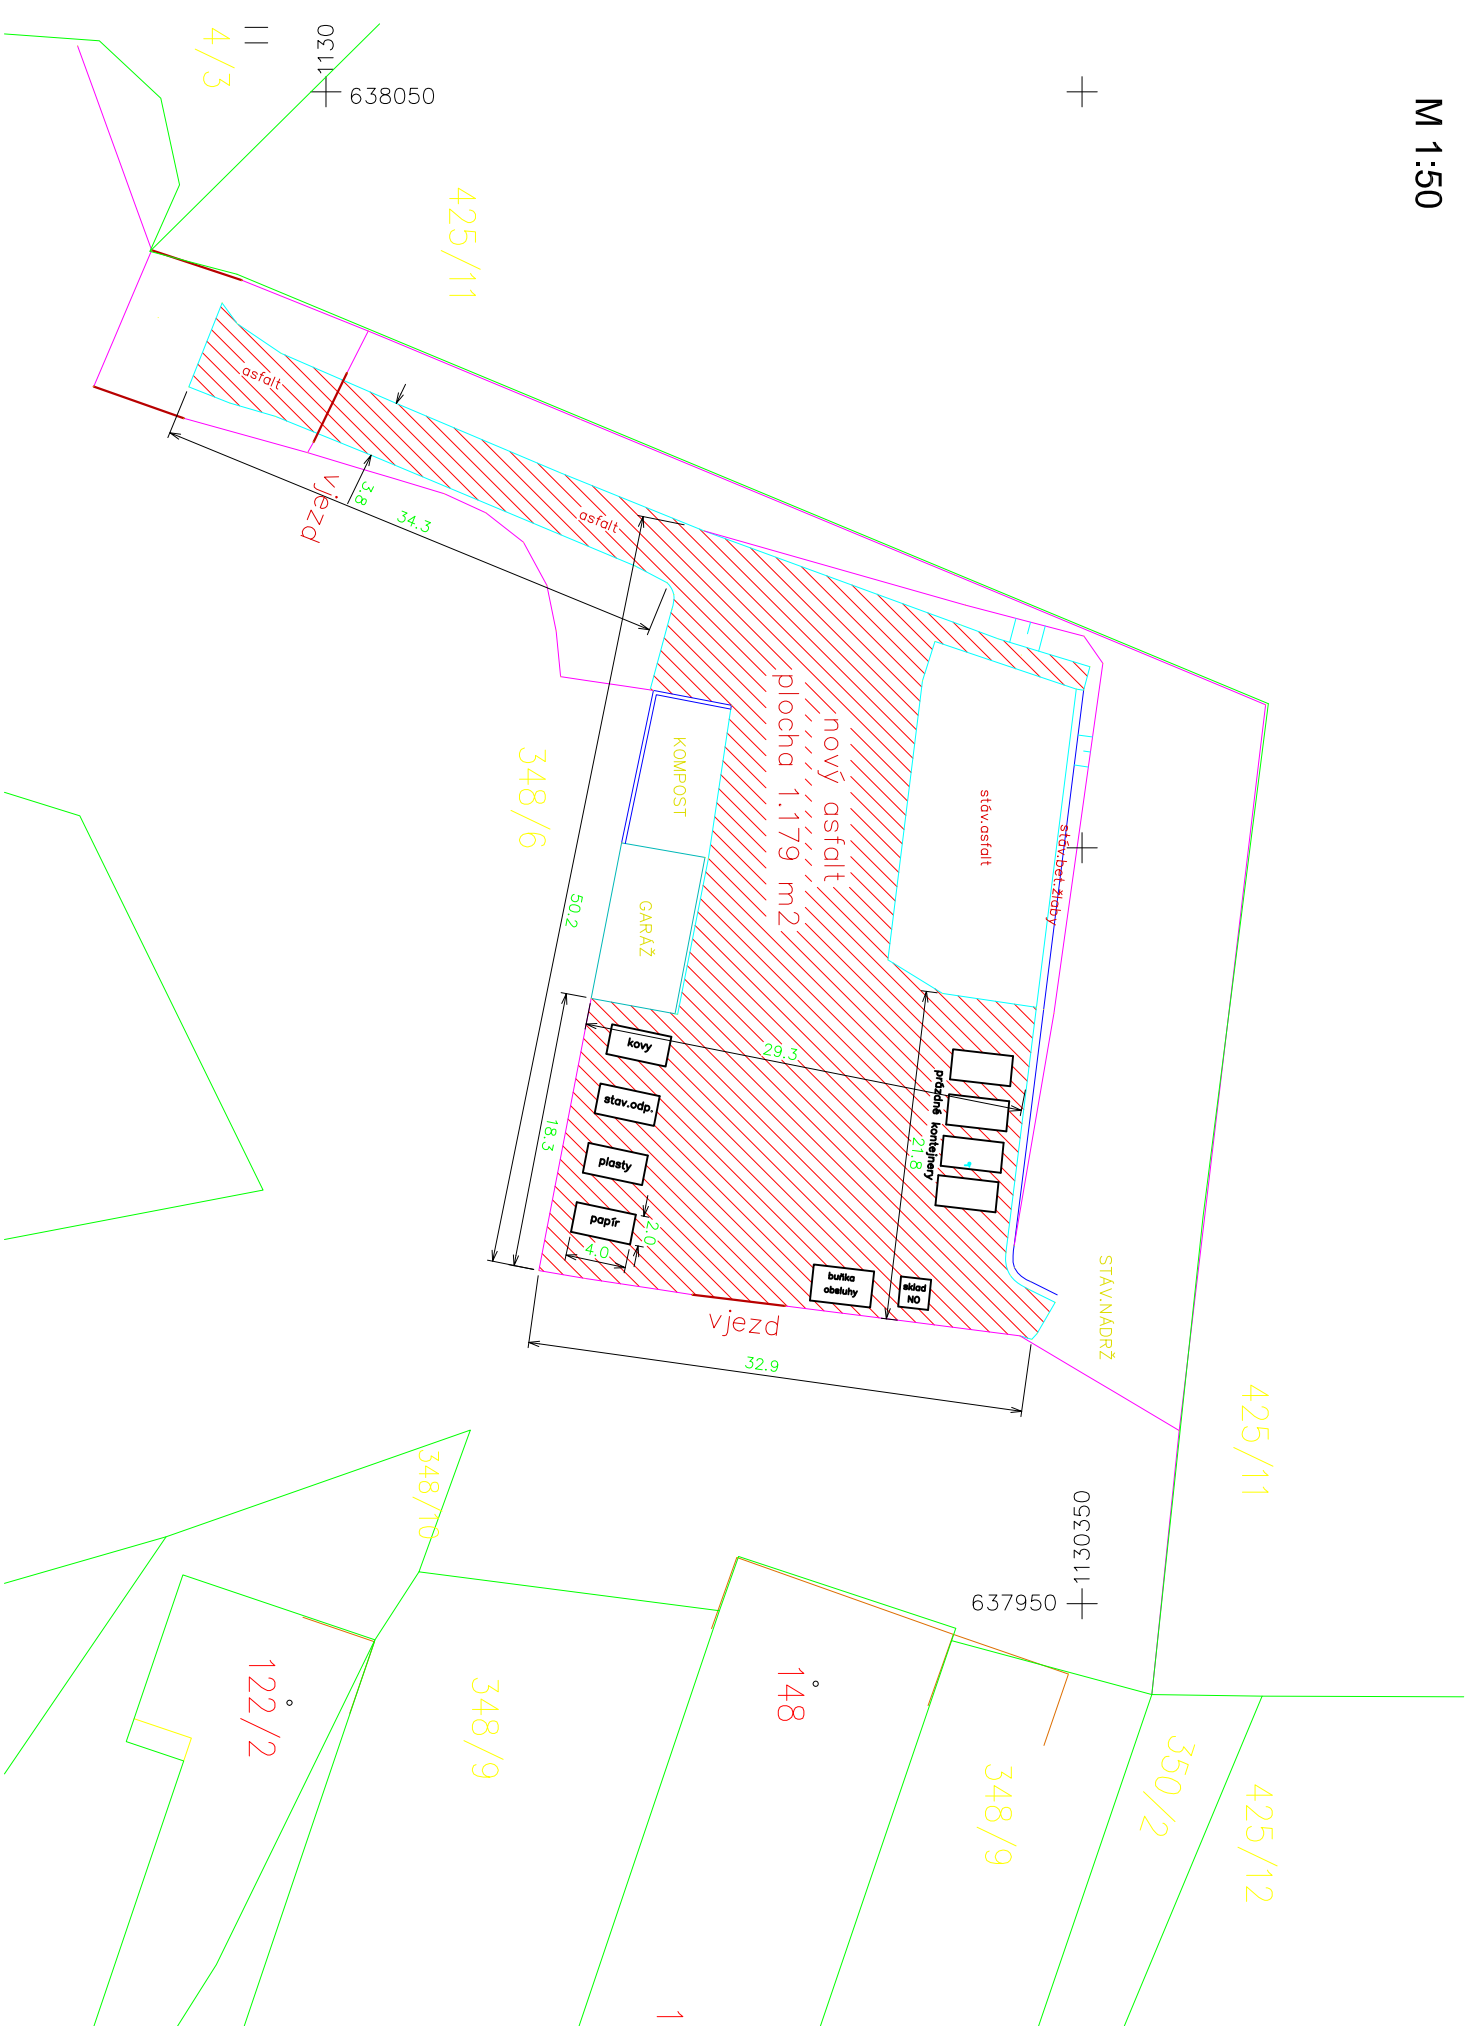 M 1:50
4/3
1130
638050
425/11
asfalt
vjezd
3.8
34.3
asfalt
nový asfalt
plocha 1.179 m2
KOMPOST
GARÁŽ
348/6
50.2
18.3
stáv.asfalt
stáv.bet.žlaby
29.3
21.8
prázdné kontejnery
kovy
stav.odp.
plasty
papír
2.0
4.0
buňka
obsluhy
sklad
NO
vjezd
32.9
STÁV.NÁDRŽ
425/11
348/10
1130350
637950
122/2
348/9
148
348/9
350/2
425/12
1